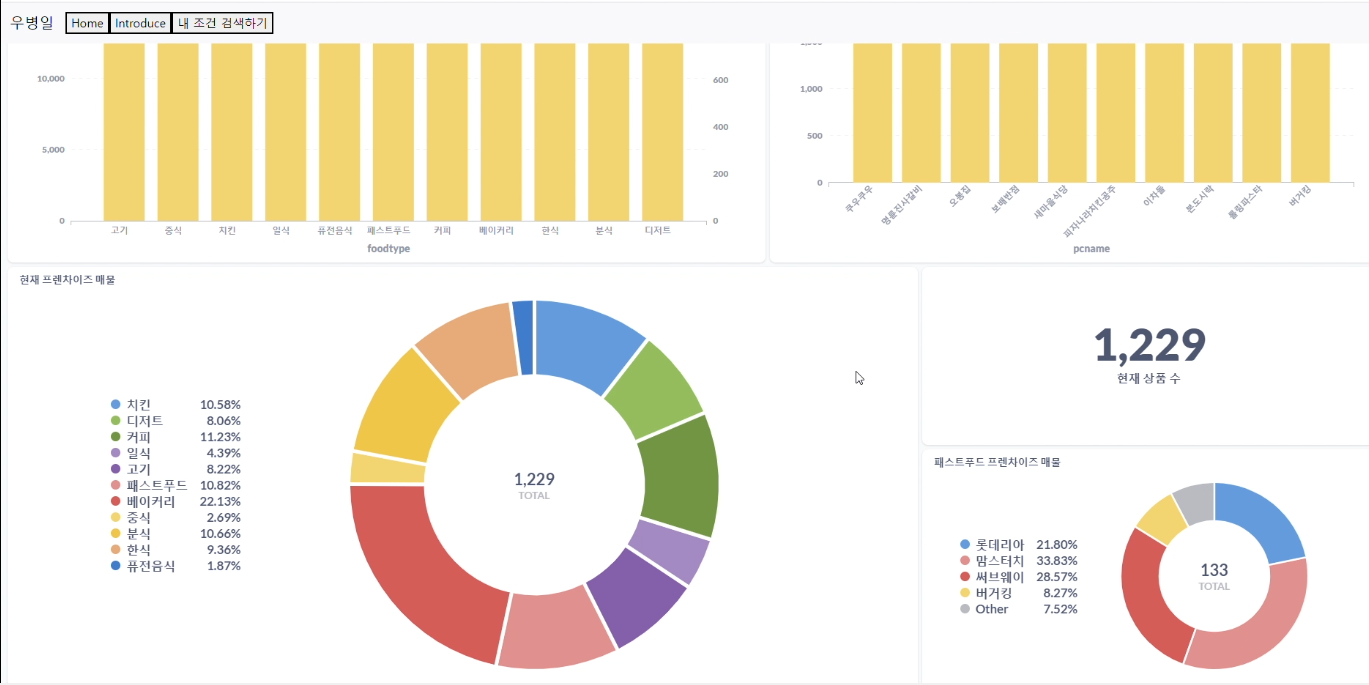 우병일 Home Introduce 내 조건 검색하기
10,000
5,000
0
600
400
200
0
고기 중식 치킨 일식 퓨전음식 패스트푸드 커피 베이커리 한식 분식 디저트
foodtype
1,000
500
0
쿠우쿠우 명륜진사갈비 오봉집 보배반점 새마을식당 피자나라치킨공주 이차돌 본도시락 롤링파스타 버거킹
pcname
현재 프렌차이즈 매물
치킨 10.58%
디저트 8.06%
커피 11.23%
일식 4.39%
고기 8.22%
패스트푸드 10.82%
베이커리 22.13%
중식 2.69%
분식 10.66%
한식 9.36%
퓨전음식 1.87%
1,229
TOTAL
1,229
현재 상품 수
패스트푸드 프렌차이즈 매물
롯데리아 21.80%
맘스터치 33.83%
써브웨이 28.57%
버거킹 8.27%
Other 7.52%
133
TOTAL